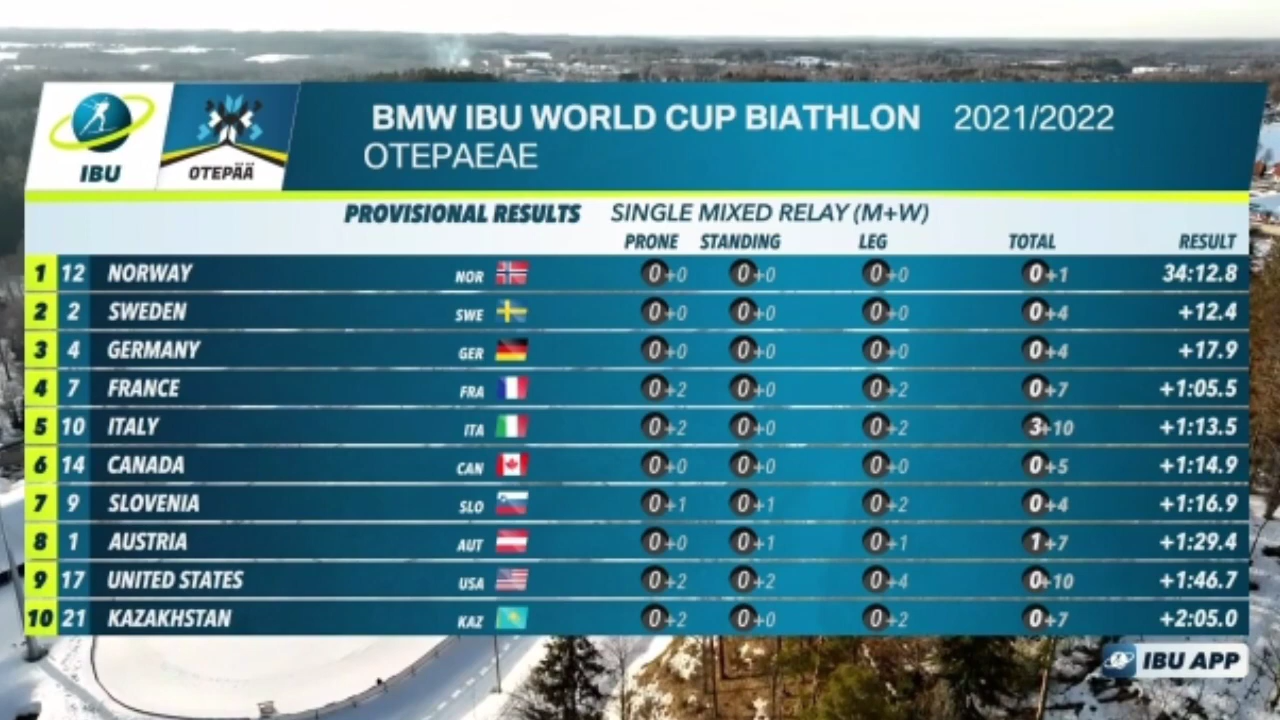 IBU
OTEPÄÄ
BMW IBU WORLD CUP BIATHLON 2021/2022
OTEPAEAE
PROVISIONAL RESULTS SINGLE MIXED RELAY (M+W)
PRONE STANDING LEG TOTAL RESULT
1 12 NORWAY NOR 0+0 0+0 0+0 0+1 34:12.8
2 2 SWEDEN SWE 0+0 0+0 0+0 0+4 +12.4
3 4 GERMANY GER 0+0 0+0 0+0 0+4 +17.9
4 7 FRANCE FRA 0+2 0+0 0+2 0+7 +1:05.5
5 10 ITALY ITA 0+2 0+0 0+2 3+10 +1:13.5
6 14 CANADA CAN 0+0 0+0 0+0 0+5 +1:14.9
7 9 SLOVENIA SLO 0+1 0+1 0+2 0+4 +1:16.9
8 1 AUSTRIA AUT 0+0 0+1 0+1 1+7 +1:29.4
9 17 UNITED STATES USA 0+2 0+2 0+4 0+10 +1:46.7
10 21 KAZAKHSTAN KAZ 0+2 0+0 0+2 0+7 +2:05.0
IBU APP